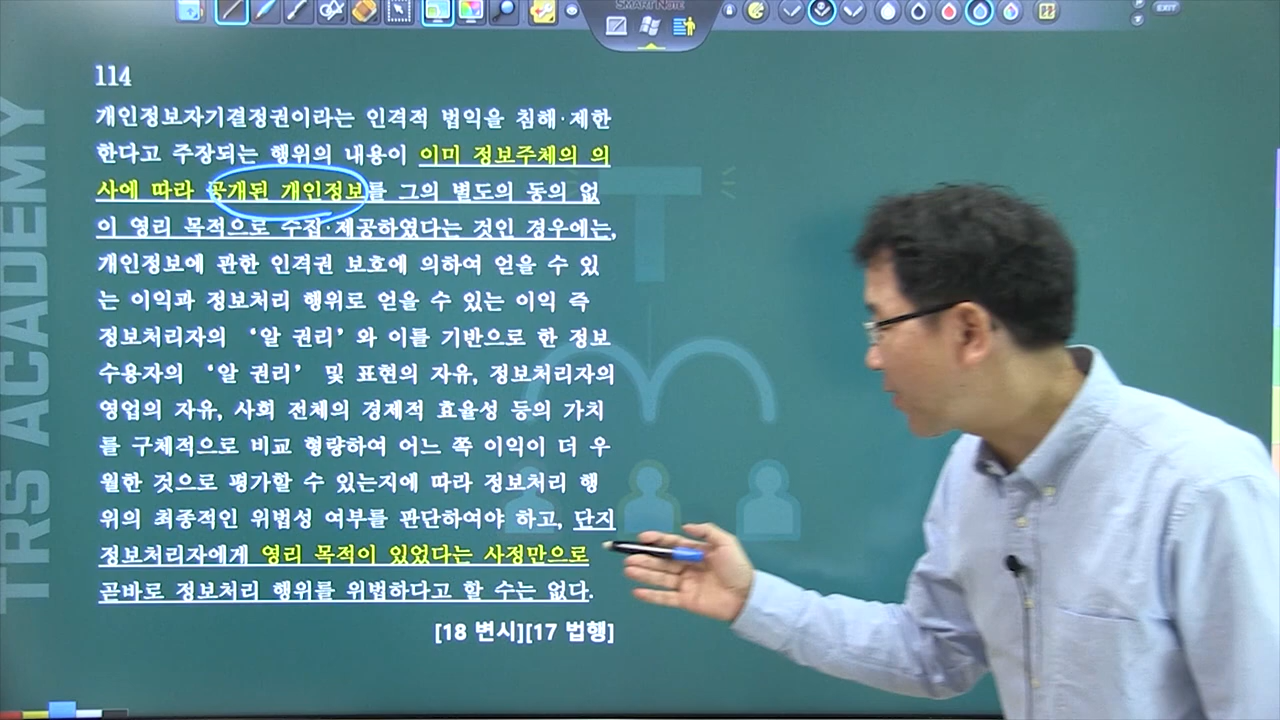 SMART NOTE
EXIT
TRS ACADEMY
114
개인정보자기결정권이라는 인격적 법익을 침해·제한
한다고 주장되는 행위의 내용이 이미 정보주체의 의
사에 따라 공개된 개인정보를 그의 별도의 동의 없
이 영리 목적으로 수집·제공하였다는 것인 경우에는,
개인정보에 관한 인격권 보호에 의하여 얻을 수 있
는 이익과 정보처리 행위로 얻을 수 있는 이익 즉
정보처리자의 ‘알 권리’와 이를 기반으로 한 정보
수용자의 ‘알 권리’ 및 표현의 자유, 정보처리자의
영업의 자유, 사회 전체의 경제적 효율성 등의 가치
를 구체적으로 비교 형량하여 어느 쪽 이익이 더 우
월한 것으로 평가할 수 있는지에 따라 정보처리 행
위의 최종적인 위법성 여부를 판단하여야 하고, 단지
정보처리자에게 영리 목적이 있었다는 사정만으로
곧바로 정보처리 행위를 위법하다고 할 수는 없다.
[18 변시][17 법행]